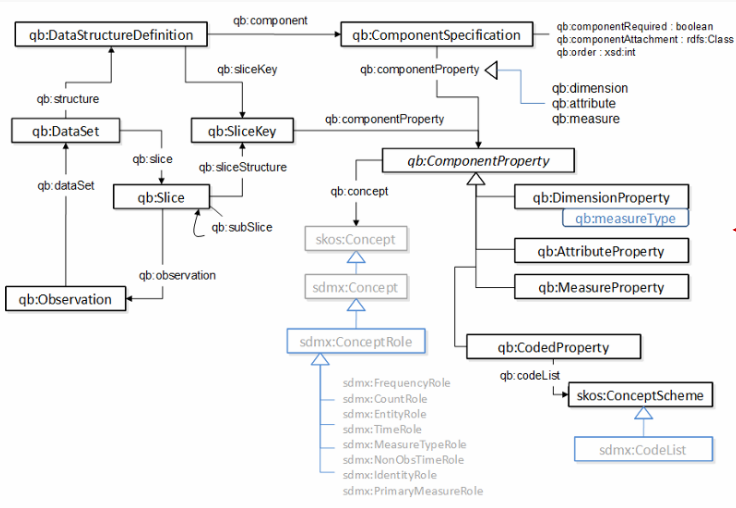 qb:DataStructureDefinition
qb:component
qb:ComponentSpecification
qb:componentRequired : boolean
qb:componentAttachment : rdfs:Class
qb:order : xsd:int
qb:sliceKey
qb:componentProperty
qb:dimension
qb:attribute
qb:measure
qb:structure
qb:DataSet
qb:SliceKey
qb:componentProperty
qb:slice
qb:sliceStructure
qb:ComponentProperty
qb:dataSet
qb:Slice
qb:subSlice
qb:concept
qb:DimensionProperty
qb:measureType
skos:Concept
qb:AttributeProperty
qb:observation
sdmx:Concept
qb:MeasureProperty
qb:Observation
sdmx:ConceptRole
qb:CodedProperty
qb:codeList
skos:ConceptScheme
sdmx:CodeList
sdmx:FrequencyRole
sdmx:CountRole
sdmx:EntityRole
sdmx:TimeRole
sdmx:MeasureTypeRole
sdmx:NonObsTimeRole
sdmx:IdentityRole
sdmx:PrimaryMeasureRole